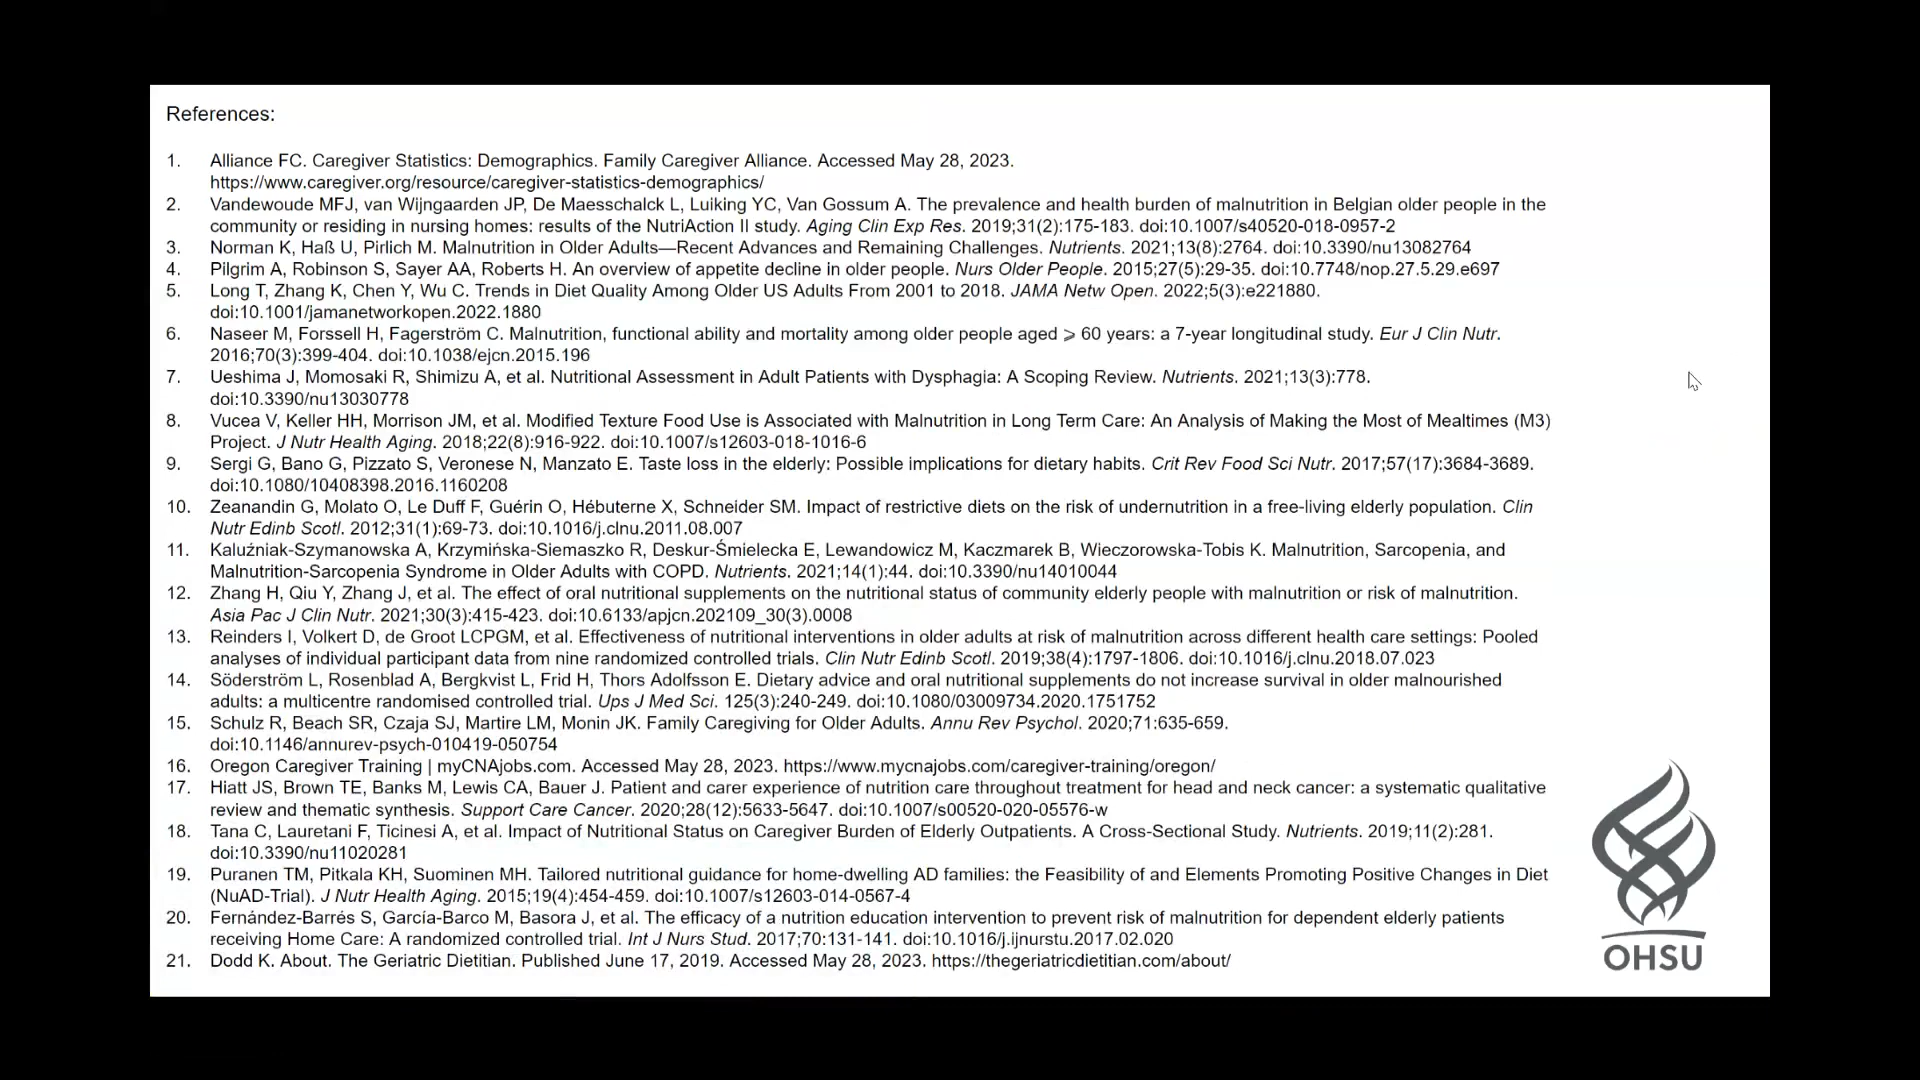 References:
1. Alliance FC. Caregiver Statistics: Demographics. Family Caregiver Alliance. Accessed May 28, 2023.
https://www.caregiver.org/resource/caregiver-statistics-demographics/
2. Vandewoude MFJ, van Wijngaarden JP, De Maesschalck L, Luiking YC, Van Gossum A. The prevalence and health burden of malnutrition in Belgian older people in the
community or residing in nursing homes: results of the NutriAction II study. Aging Clin Exp Res. 2019;31(2):175-183. doi:10.1007/s40520-018-0957-2
3. Norman K, Haß U, Pirlich M. Malnutrition in Older Adults—Recent Advances and Remaining Challenges. Nutrients. 2021;13(8):2764. doi:10.3390/nu13082764
4. Pilgrim A, Robinson S, Sayer AA, Roberts H. An overview of appetite decline in older people. Nurs Older People. 2015;27(5):29-35. doi:10.7748/nop.27.5.29.e697
5. Long T, Zhang K, Chen Y, Wu C. Trends in Diet Quality Among Older US Adults From 2001 to 2018. JAMA Netw Open. 2022;5(3):e221880.
doi:10.1001/jamanetworkopen.2022.1880
6. Naseer M, Forssell H, Fagerström C. Malnutrition, functional ability and mortality among older people aged ⩾ 60 years: a 7-year longitudinal study. Eur J Clin Nutr.
2016;70(3):399-404. doi:10.1038/ejcn.2015.196
7. Ueshima J, Momosaki R, Shimizu A, et al. Nutritional Assessment in Adult Patients with Dysphagia: A Scoping Review. Nutrients. 2021;13(3):778.
doi:10.3390/nu13030778
8. Vucea V, Keller HH, Morrison JM, et al. Modified Texture Food Use is Associated with Malnutrition in Long Term Care: An Analysis of Making the Most of Mealtimes (M3)
Project. J Nutr Health Aging. 2018;22(8):916-922. doi:10.1007/s12603-018-1016-6
9. Sergi G, Bano G, Pizzato S, Veronese N, Manzato E. Taste loss in the elderly: Possible implications for dietary habits. Crit Rev Food Sci Nutr. 2017;57(17):3684-3689.
doi:10.1080/10408398.2016.1160208
10. Zeanandin G, Molato O, Le Duff F, Guérin O, Hébuterne X, Schneider SM. Impact of restrictive diets on the risk of undernutrition in a free-living elderly population. Clin
Nutr Edinb Scotl. 2012;31(1):69-73. doi:10.1016/j.clnu.2011.08.007
11. Kaluźniak-Szymanowska A, Krzymińska-Siemaszko R, Deskur-Śmielecka E, Lewandowicz M, Kaczmarek B, Wieczorowska-Tobis K. Malnutrition, Sarcopenia, and
Malnutrition-Sarcopenia Syndrome in Older Adults with COPD. Nutrients. 2021;14(1):44. doi:10.3390/nu14010044
12. Zhang H, Qiu Y, Zhang J, et al. The effect of oral nutritional supplements on the nutritional status of community elderly people with malnutrition or risk of malnutrition.
Asia Pac J Clin Nutr. 2021;30(3):415-423. doi:10.6133/apjcn.202109_30(3).0008
13. Reinders I, Volkert D, de Groot LCPGM, et al. Effectiveness of nutritional interventions in older adults at risk of malnutrition across different health care settings: Pooled
analyses of individual participant data from nine randomized controlled trials. Clin Nutr Edinb Scotl. 2019;38(4):1797-1806. doi:10.1016/j.clnu.2018.07.023
14. Söderström L, Rosenblad A, Bergkvist L, Frid H, Thors Adolfsson E. Dietary advice and oral nutritional supplements do not increase survival in older malnourished
adults: a multicentre randomised controlled trial. Ups J Med Sci. 125(3):240-249. doi:10.1080/03009734.2020.1751752
15. Schulz R, Beach SR, Czaja SJ, Martire LM, Monin JK. Family Caregiving for Older Adults. Annu Rev Psychol. 2020;71:635-659.
doi:10.1146/annurev-psych-010419-050754
16. Oregon Caregiver Training | myCNAjobs.com. Accessed May 28, 2023. https://www.mycnajobs.com/caregiver-training/oregon/
17. Hiatt JS, Brown TE, Banks M, Lewis CA, Bauer J. Patient and carer experience of nutrition care throughout treatment for head and neck cancer: a systematic qualitative
review and thematic synthesis. Support Care Cancer. 2020;28(12):5633-5647. doi:10.1007/s00520-020-05576-w
18. Tana C, Lauretani F, Ticinesi A, et al. Impact of Nutritional Status on Caregiver Burden of Elderly Outpatients. A Cross-Sectional Study. Nutrients. 2019;11(2):281.
doi:10.3390/nu11020281
19. Puranen TM, Pitkala KH, Suominen MH. Tailored nutritional guidance for home-dwelling AD families: the Feasibility of and Elements Promoting Positive Changes in Diet
(NuAD-Trial). J Nutr Health Aging. 2015;19(4):454-459. doi:10.1007/s12603-014-0567-4
20. Fernández-Barrés S, García-Barco M, Basora J, et al. The efficacy of a nutrition education intervention to prevent risk of malnutrition for dependent elderly patients
receiving Home Care: A randomized controlled trial. Int J Nurs Stud. 2017;70:131-141. doi:10.1016/j.ijnurstu.2017.02.020
21. Dodd K. About. The Geriatric Dietitian. Published June 17, 2019. Accessed May 28, 2023. https://thegeriatricdietitian.com/about/
OHSU